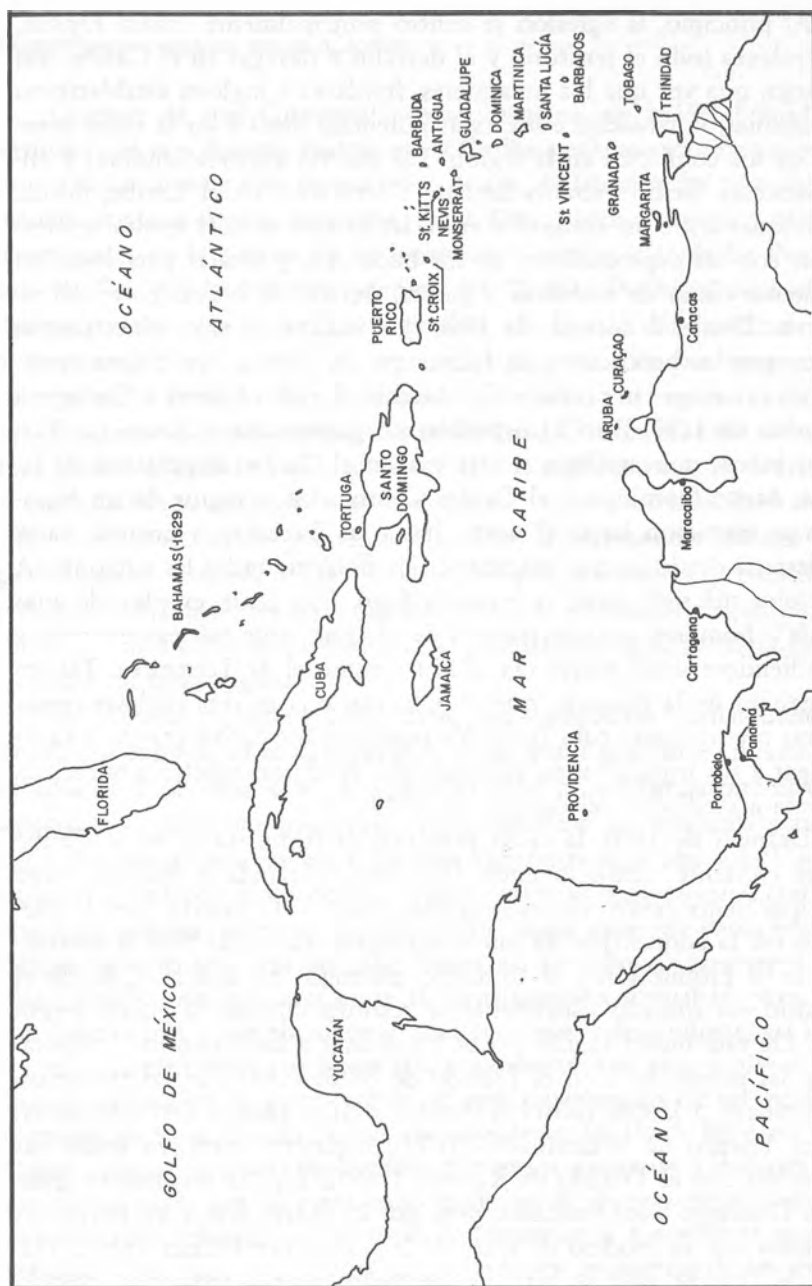 GOLFO DE MÉXICO
FLORIDA
BAHAMAS (1629)
OCÉANO
ATLÁNTICO
YUCATÁN
CUBA
TORTUGA
SANTO
DOMINGO
JAMAICA
PUERTO
RICO
St. CROIX
St. KÍTTS
NEVIS
MONSERRAT
BARBUDA
ANTIGUA
GUADALUPE
DOMINICA
MARTINICA
SANTA LUCÍA
St VINCENT
BARBADOS
GRANADA
TOBAGO
MARGARITA
TRINIDAD
MAR CARIBE
PROVIDENCIA
ARUBA
CURAÇAO
Caracas
Maracaibo
Cartagena
Portobelo
Panamá
OCÉANO
PACÍFICO